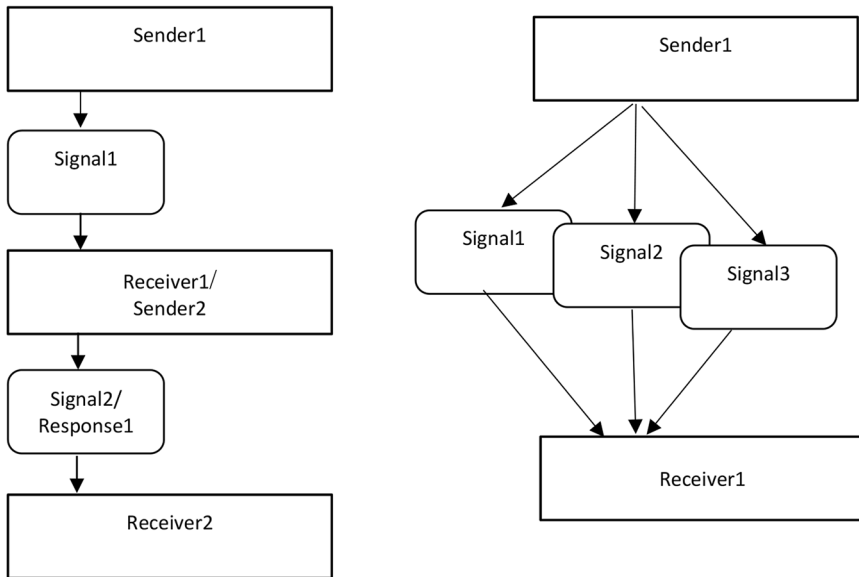 Sender1
Signal1
Receiver1/
Sender2
Signal2/
Response1
Receiver2
Sender1
Signal1
Signal2
Signal3
Receiver1